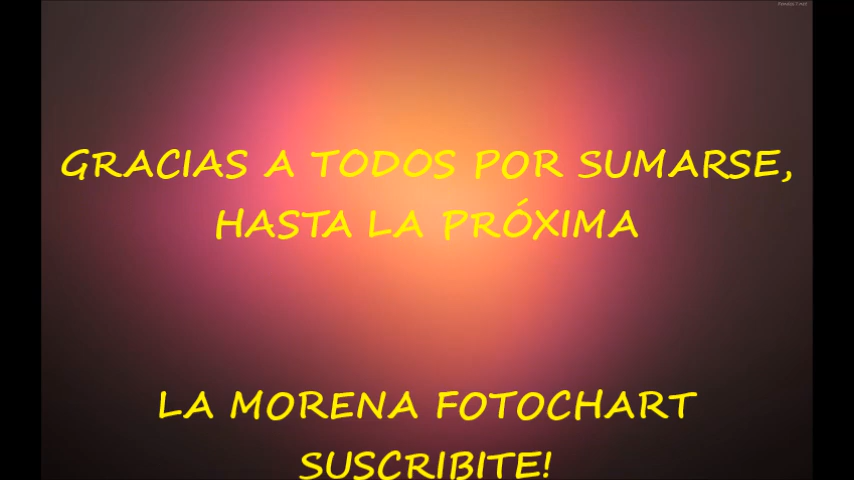 GRACIAS A TODOS POR SUMARSE,
HASTA LA PRÓXIMA
LA MORENA FOTOCHART
SUSCRIBITE!